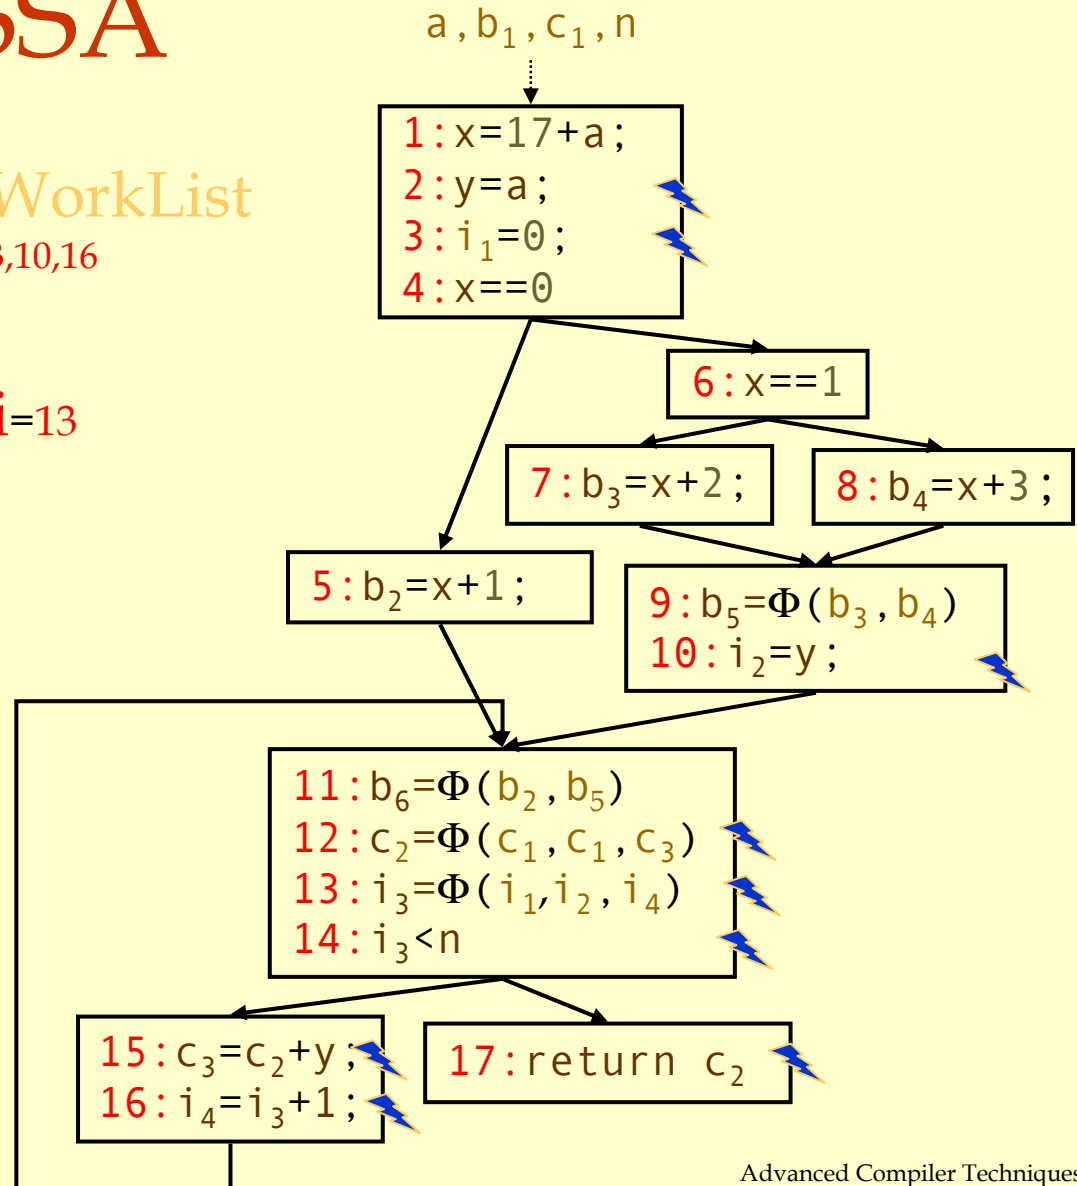 SSA
a,b₁,c₁,n
1:x=17+a;
2:y=a;
3:i₁=0;
4:x==0
WorkList
,10,16
i=13
6:x==1
7:b₃=x+2;
8:b₄=x+3;
5:b₂=x+1;
9:b₅=Φ(b₃,b₄)
10:i₂=y;
11:b₆=Φ(b₂,b₅)
12:c₂=Φ(c₁,c₁,c₃)
13:i₃=Φ(i₁,i₂,i₄)
14:i₃<n
15:c₃=c₂+y;
16:i₄=i₃+1;
17:return c₂
Advanced Compiler Techniques